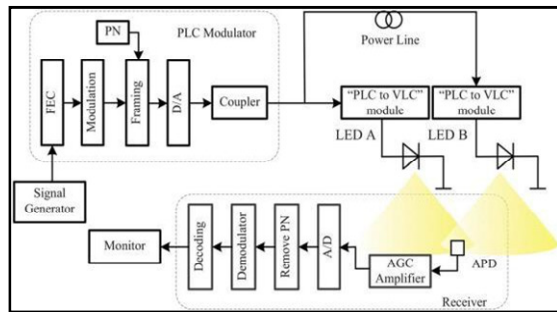 PN
PLC Modulator
Power Line
FEC
Modulation
Framing
D/A
Coupler
"PLC to VLC"
module
"PLC to VLC"
module
LED A
LED B
Signal
Generator
Monitor
Decoding
Demodulator
Remove PN
A/D
AGC
Amplifier
APD
Receiver